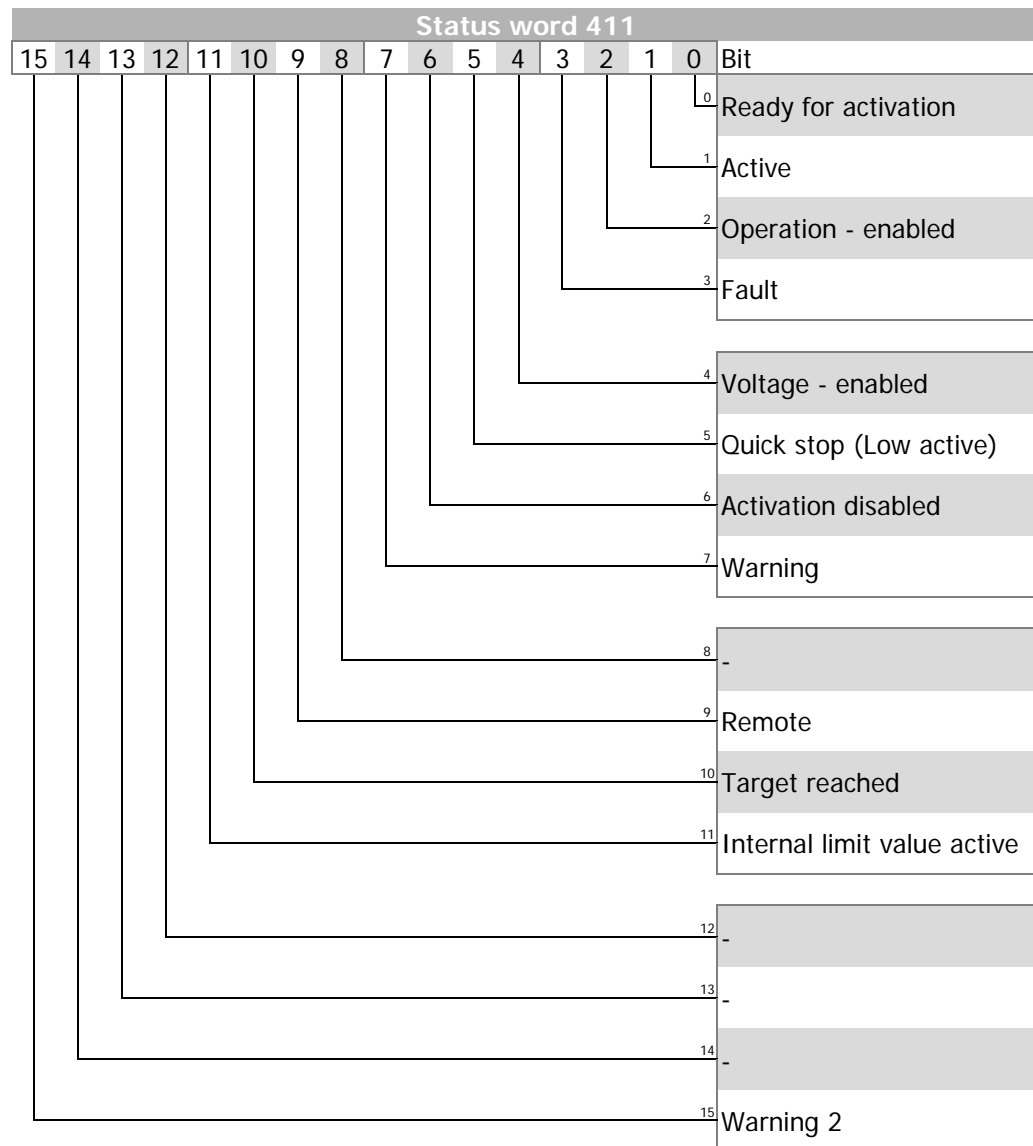 Status word 411
15 14 13 12 11 10 9 8 7 6 5 4 3 2 1 0 Bit
0 Ready for activation
1 Active
2 Operation - enabled
3 Fault
4 Voltage - enabled
5 Quick stop (Low active)
6 Activation disabled
7 Warning
8 -
9 Remote
10 Target reached
11 Internal limit value active
12 -
13 -
14 -
15 Warning 2